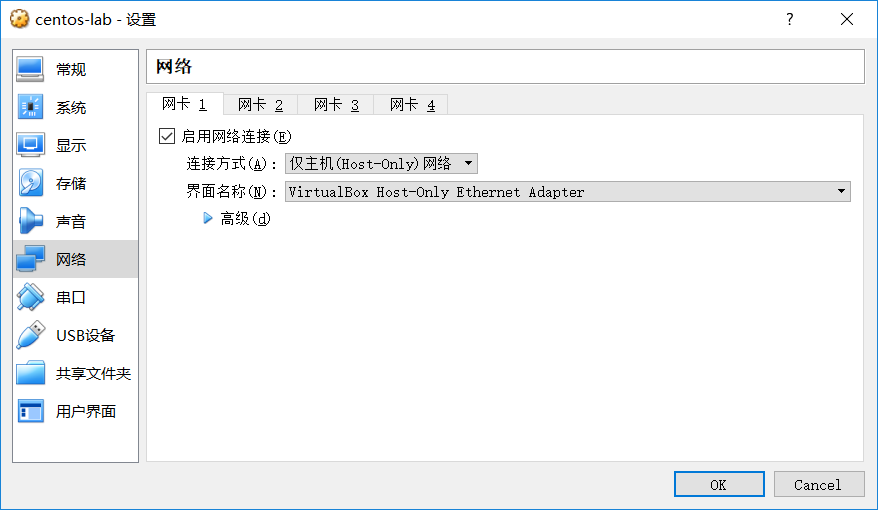 centos-lab - 设置
?
常规
系统
显示
存储
声音
网络
串口
USB设备
共享文件夹
用户界面
网络
网卡 1 网卡 2 网卡 3 网卡 4
启用网络连接(E)
连接方式(A): 仅主机(Host-Only)网络
界面名称(N): VirtualBox Host-Only Ethernet Adapter
高级(d)
OK Cancel